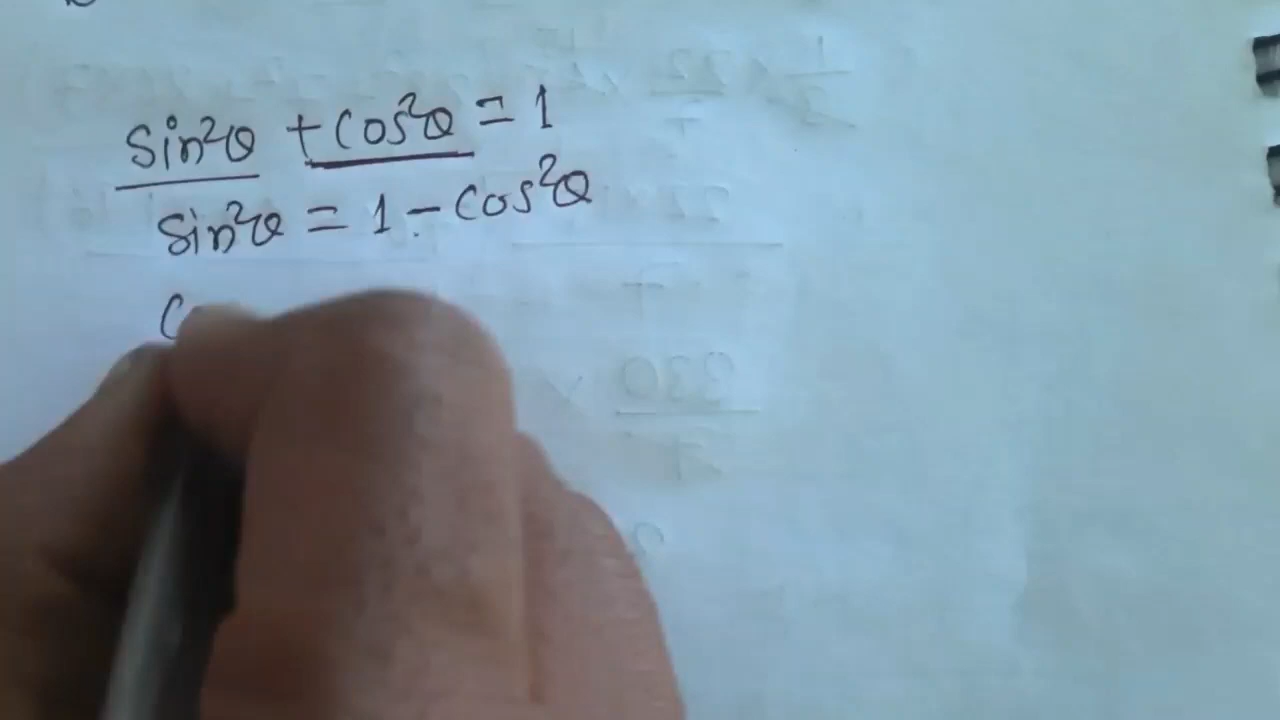 sin²θ + cos²θ = 1
sin²θ = 1 - cos²θ
c